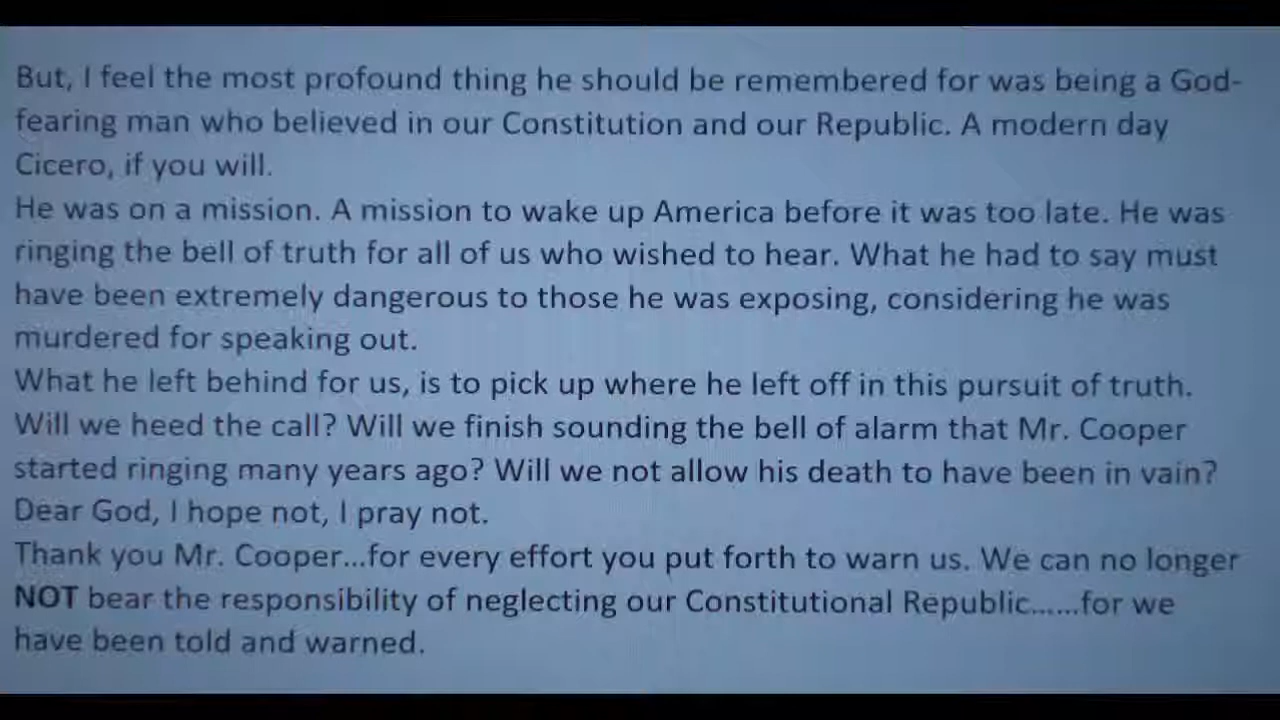 But, I feel the most profound thing he should be remembered for was being a God-
fearing man who believed in our Constitution and our Republic. A modern day
Cicero, if you will.
He was on a mission. A mission to wake up America before it was too late. He was
ringing the bell of truth for all of us who wished to hear. What he had to say must
have been extremely dangerous to those he was exposing, considering he was
murdered for speaking out.
What he left behind for us, is to pick up where he left off in this pursuit of truth.
Will we heed the call? Will we finish sounding the bell of alarm that Mr. Cooper
started ringing many years ago? Will we not allow his death to have been in vain?
Dear God, I hope not, I pray not.
Thank you Mr. Cooper...for every effort you put forth to warn us. We can no longer
NOT bear the responsibility of neglecting our Constitutional Republic......for we
have been told and warned.